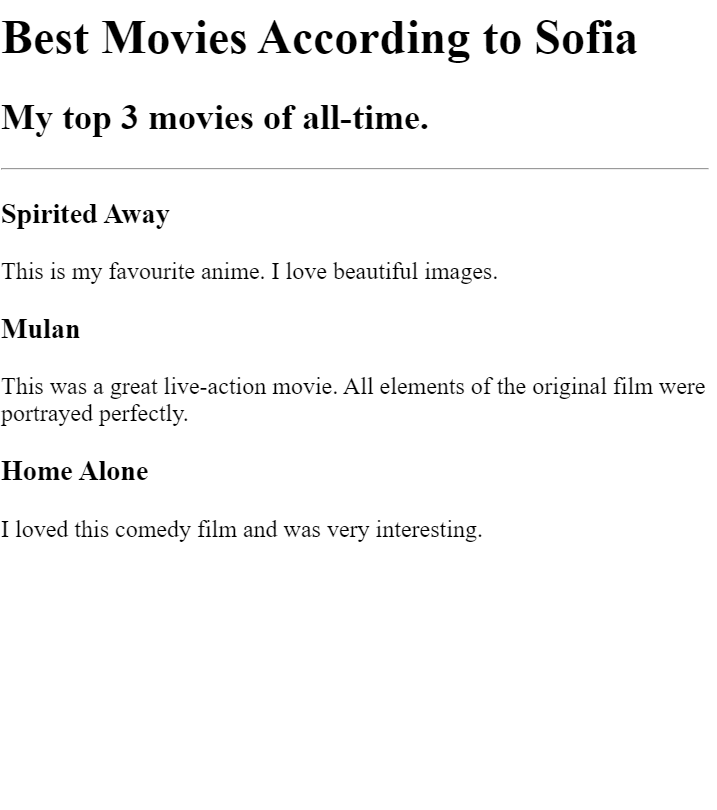 Best Movies According to Sofia
My top 3 movies of all-time.
Spirited Away
This is my favourite anime. I love beautiful images.
Mulan
This was a great live-action movie. All elements of the original film were
portrayed perfectly.
Home Alone
I loved this comedy film and was very interesting.